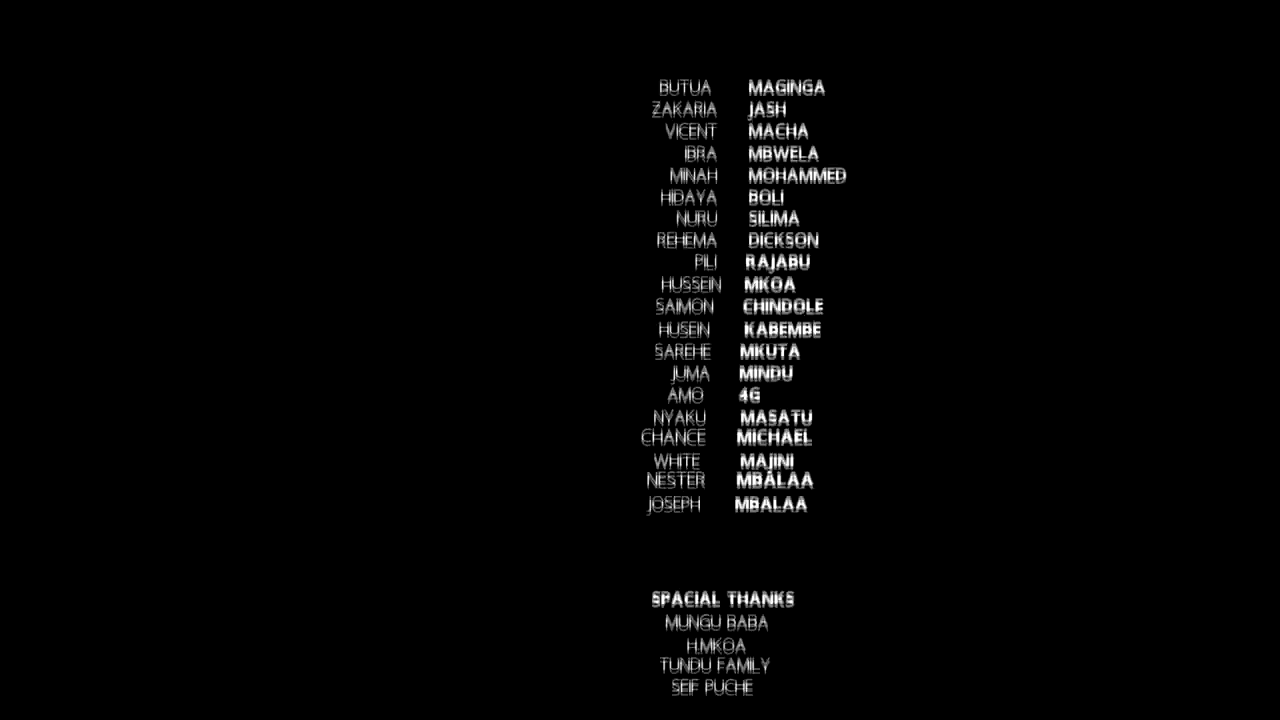 BUTUA MAGINGA
ZAKARIA JASH
VICENT MACHA
IBRA MBWELA
MINAH MOHAMMED
HIDAYA BOLI
NURU SILIMA
REHEMA DICKSON
PILI RAJABU
HUSSEIN MKOA
SAIMON CHINDOLE
HUSEIN KABEMBE
SAREHE MKUTA
JUMA MINDU
AMO 4G
NYAKU MASATU
CHANCE MICHAEL
WHITE MAJINI
NESTER MBALAA
JOSEPH MBALAA
SPACIAL THANKS
MUNGU BABA
H.MKOA
TUNDU FAMILY
SEIF PUCHE